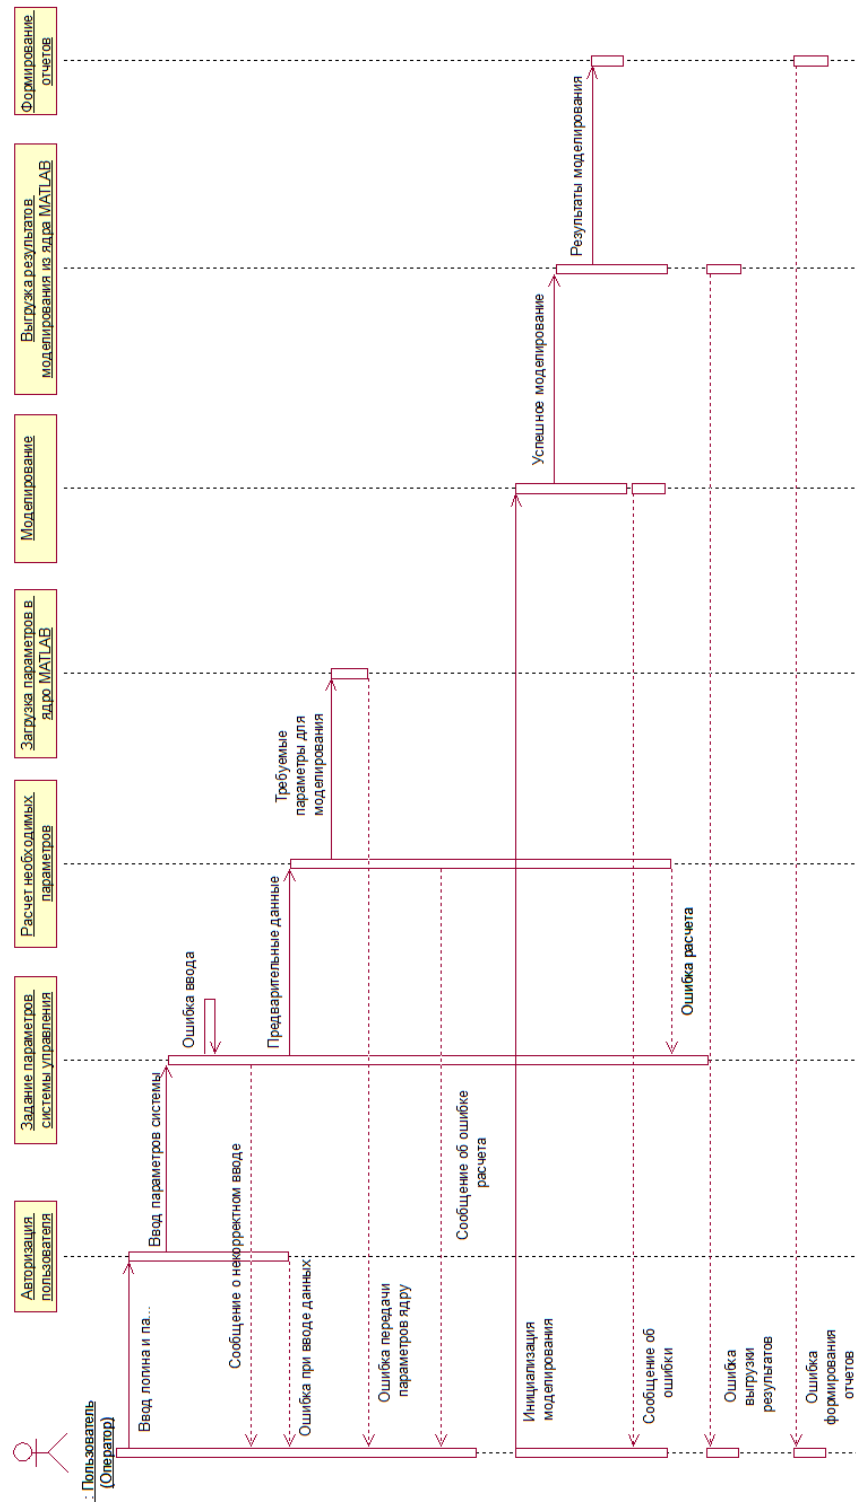 : Пользователь
(Оператор)
Авторизация
пользователя
Задание параметров
системы управления
Расчет необходимых
параметров
Загрузка параметров в
ядро MATLAB
Моделирование
Выгрузка результатов
моделирования из ядра MATLAB
Формирование
отчетов
Ввод логина и па...
Ввод параметров системы
Ошибка ввода
Сообщение о некорректном вводе
Предварительные данные
Ошибка при вводе данных
Требуемые
параметры для
моделирования
Ошибка передачи
параметров ядру
Сообщение об ошибке
расчета
Инициализация
моделирования
Успешное моделирование
Результаты моделирования
Сообщение об
ошибки
Ошибка расчета
Ошибка
выгрузки
результатов
Ошибка
формирования
отчетов